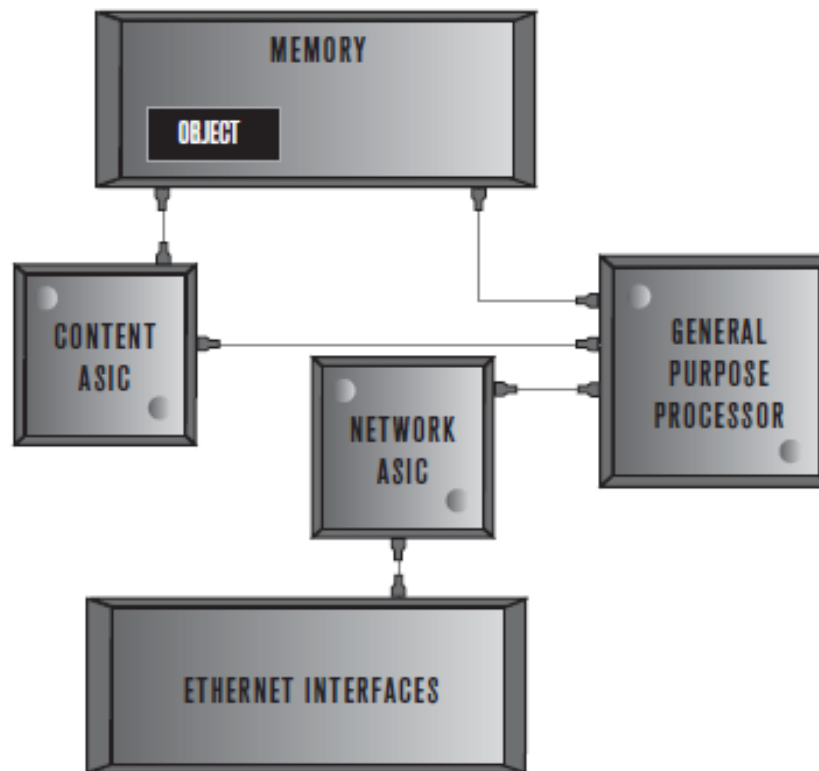 MEMORY
OBJECT
CONTENT
ASIC
GENERAL
PURPOSE
PROCESSOR
NETWORK
ASIC
ETHERNET INTERFACES